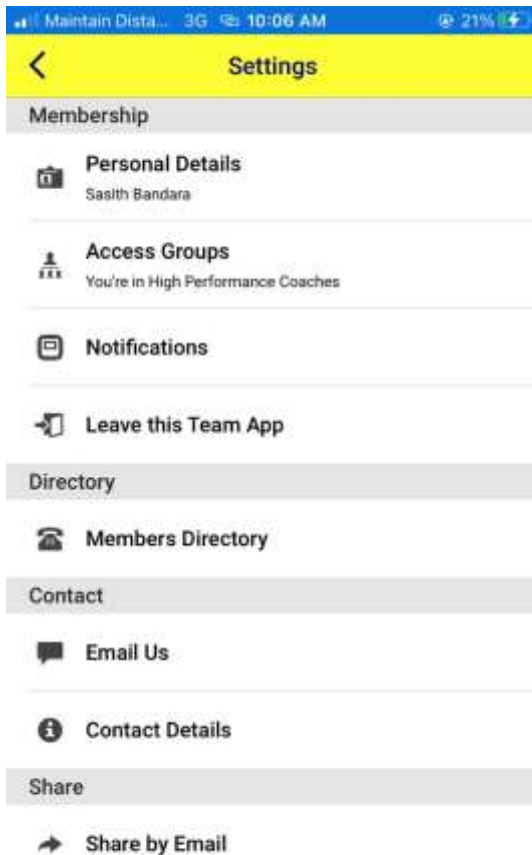 Maintain Dista... 3G 10:06 AM 21%
Settings
Membership
Personal Details
Sasith Bandara
Access Groups
You're in High Performance Coaches
Notifications
Leave this Team App
Directory
Members Directory
Contact
Email Us
Contact Details
Share
Share by Email